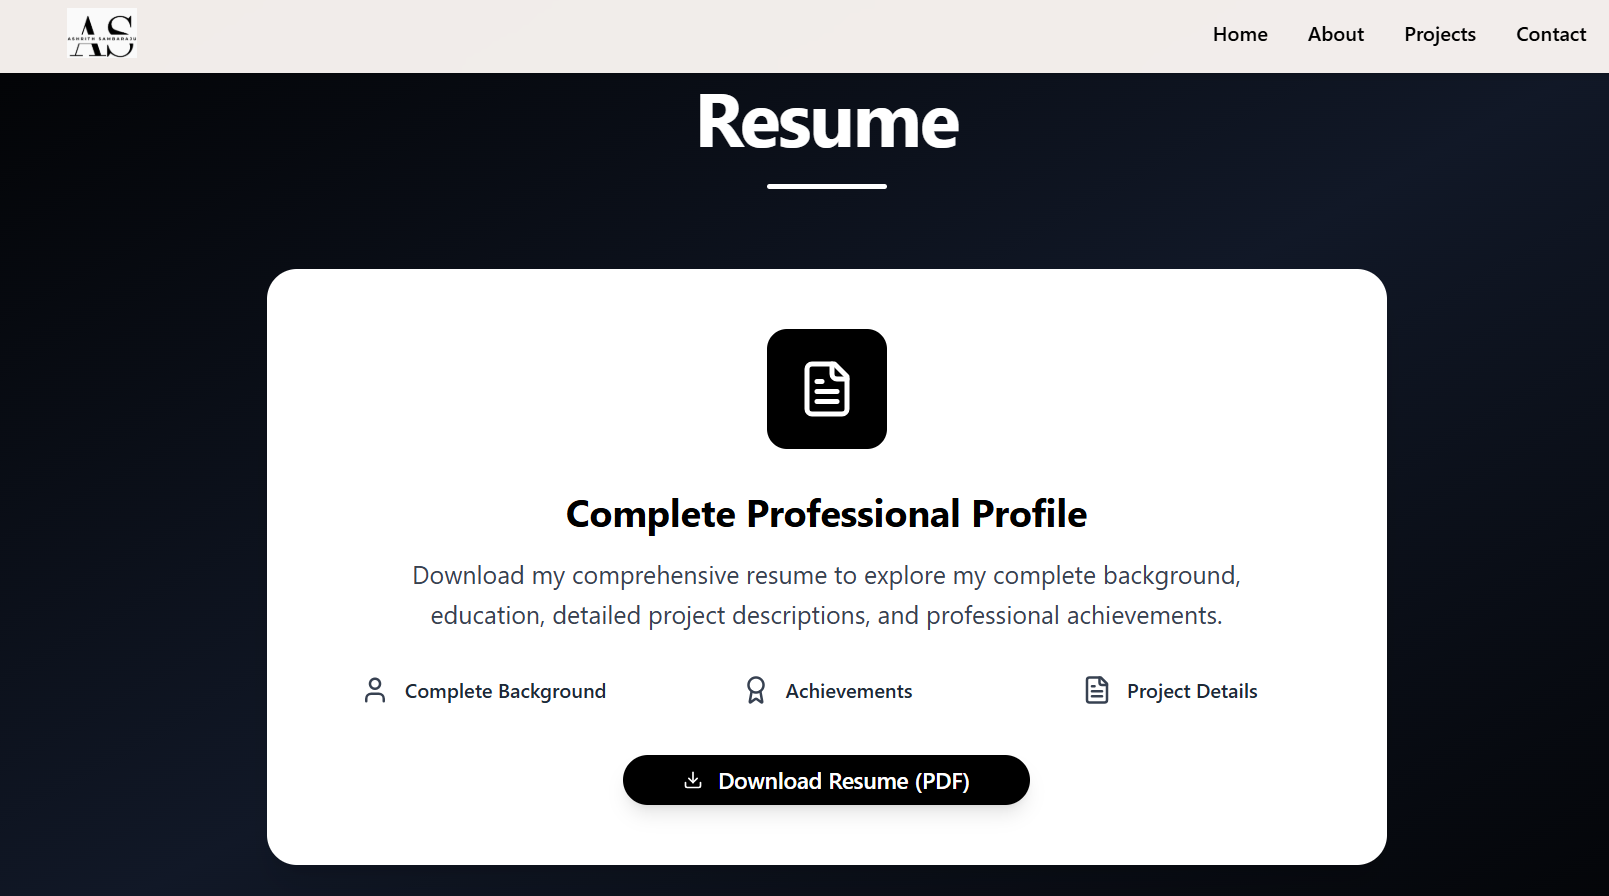 AS
ASHRITH SAMBARAJU
Home About Projects Contact
Resume
Complete Professional Profile
Download my comprehensive resume to explore my complete background,
education, detailed project descriptions, and professional achievements.
Complete Background Achievements Project Details
Download Resume (PDF)